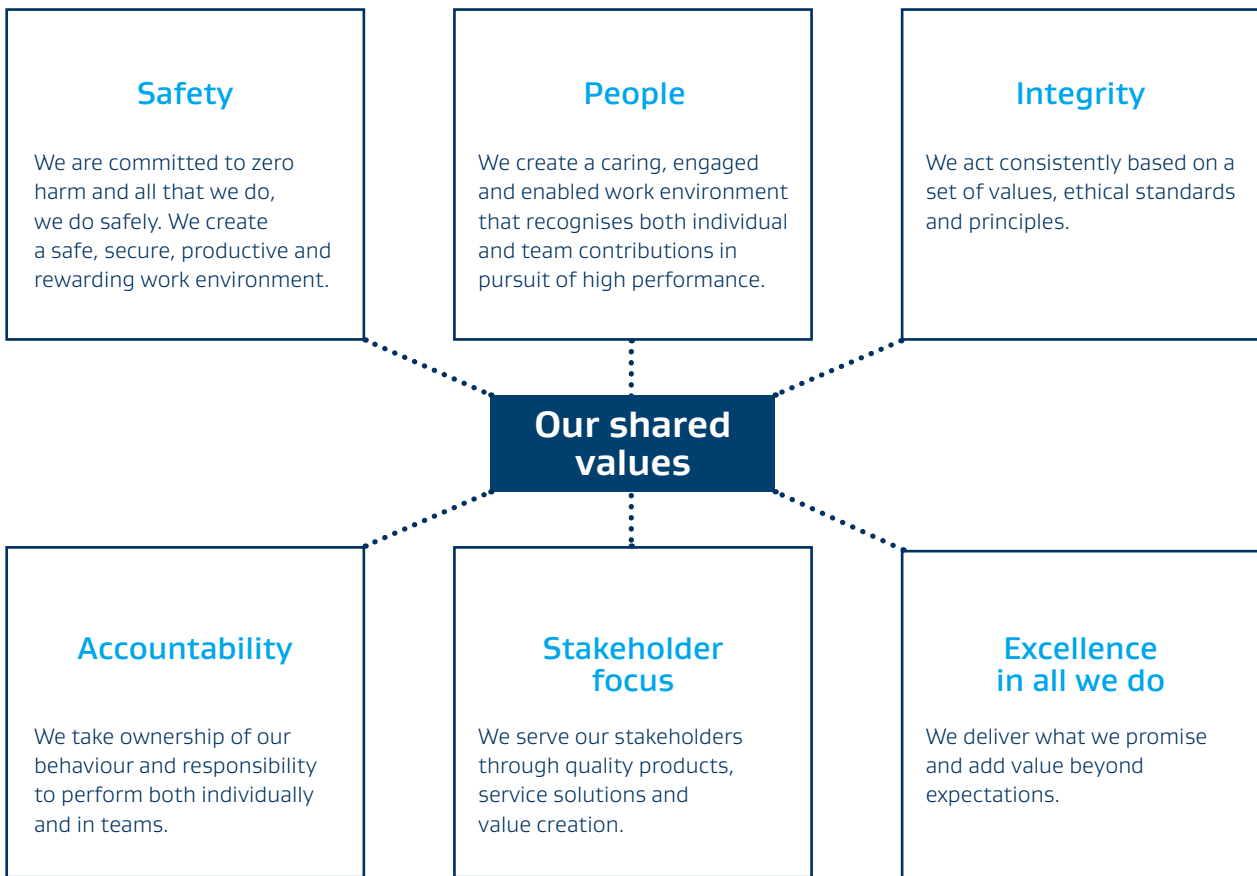 Safety
We are committed to zero
harm and all that we do,
we do safely. We create
a safe, secure, productive and
rewarding work environment.
People
We create a caring, engaged
and enabled work environment
that recognises both individual
and team contributions in
pursuit of high performance.
Integrity
We act consistently based on a
set of values, ethical standards
and principles.
Our shared
values
Accountability
We take ownership of our
behaviour and responsibility
to perform both individually
and in teams.
Stakeholder
focus
We serve our stakeholders
through quality products,
service solutions and
value creation.
Excellence
in all we do
We deliver what we promise
and add value beyond
expectations.